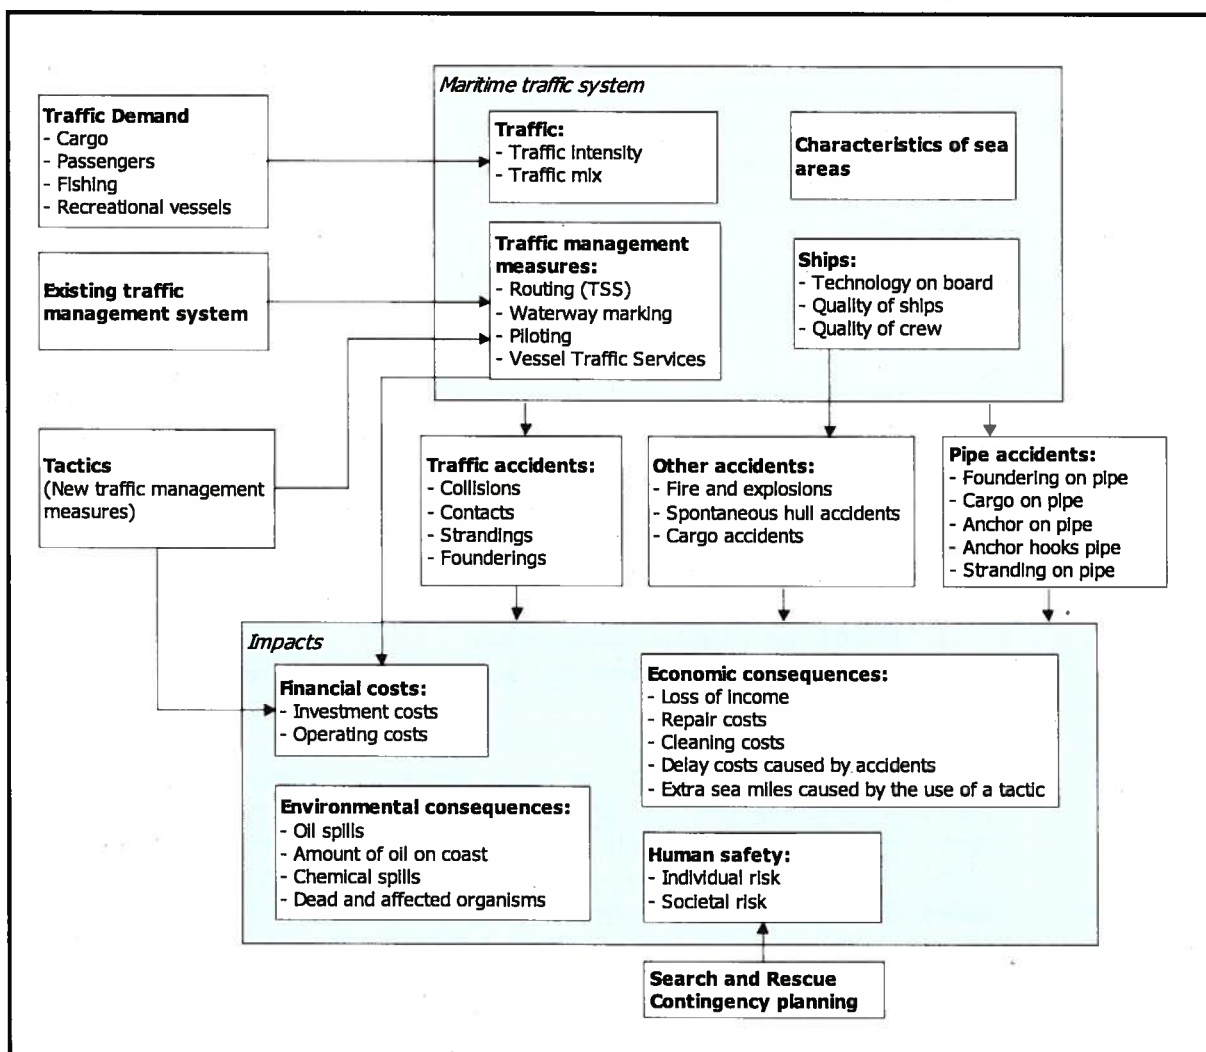 Maritime traffic system
Traffic Demand
- Cargo
- Passengers
- Fishing
- Recreational vessels
Traffic:
- Traffic intensity
- Traffic mix
Characteristics of sea
areas
Existing traffic
management system
Traffic management
measures:
- Routing (TSS)
- Waterway marking
- Piloting
- Vessel Traffic Services
Ships:
- Technology on board
- Quality of ships
- Quality of crew
Tactics
(New traffic management
measures)
Traffic accidents:
- Collisions
- Contacts
- Strandings
- Founderings
Other accidents:
- Fire and explosions
- Spontaneous hull accidents
- Cargo accidents
Pipe accidents:
- Foundering on pipe
- Cargo on pipe
- Anchor on pipe
- Anchor hooks pipe
- Stranding on pipe
Impacts
Financial costs:
- Investment costs
- Operating costs
Economic consequences:
- Loss of income
- Repair costs
- Cleaning costs
- Delay costs caused by accidents
- Extra sea miles caused by the use of a tactic
Environmental consequences:
- Oil spills
- Amount of oil on coast
- Chemical spills
- Dead and affected organisms
Human safety:
- Individual risk
- Societal risk
Search and Rescue
Contingency planning